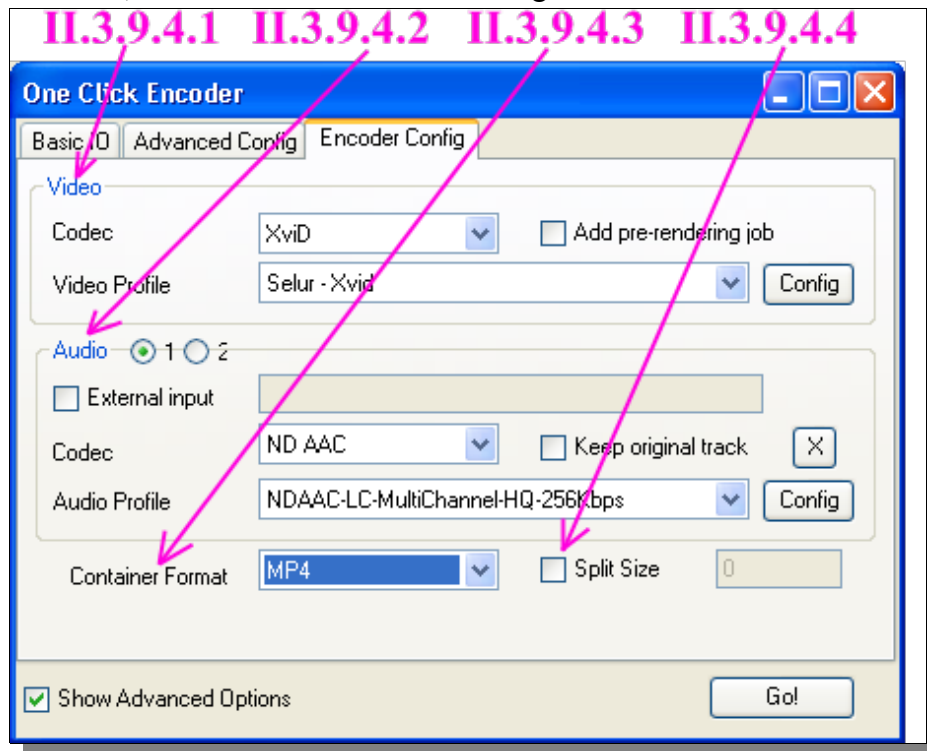 II.3.9.4.1 II.3.9.4.2 II.3.9.4.3 II.3.9.4.4
One Click Encoder
Basic IO Advanced Config Encoder Config
Video
Codec XviD Add pre-rendering job
Video Profile Selur - Xvid Config
Audio 1 2
External input
Codec ND AAC Keep original track X
Audio Profile NDAAC-LC-MultiChannel-HQ-256Kbps Config
Container Format MP4 Split Size 0
Show Advanced Options Go!